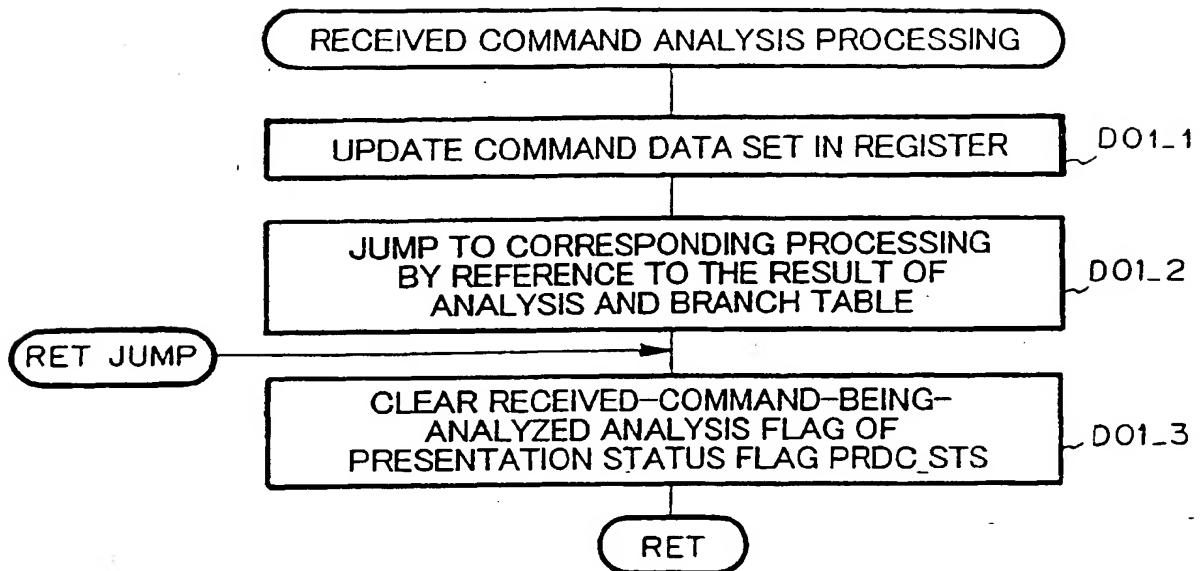 RECEIVED COMMAND ANALYSIS PROCESSING
UPDATE COMMAND DATA SET IN REGISTER
D01_1
JUMP TO CORRESPONDING PROCESSING
BY REFERENCE TO THE RESULT OF
ANALYSIS AND BRANCH TABLE
D01_2
RET JUMP
CLEAR RECEIVED-COMMAND-BEING-
ANALYZED ANALYSIS FLAG OF
PRESENTATION STATUS FLAG PRDC_STS
D01_3
RET